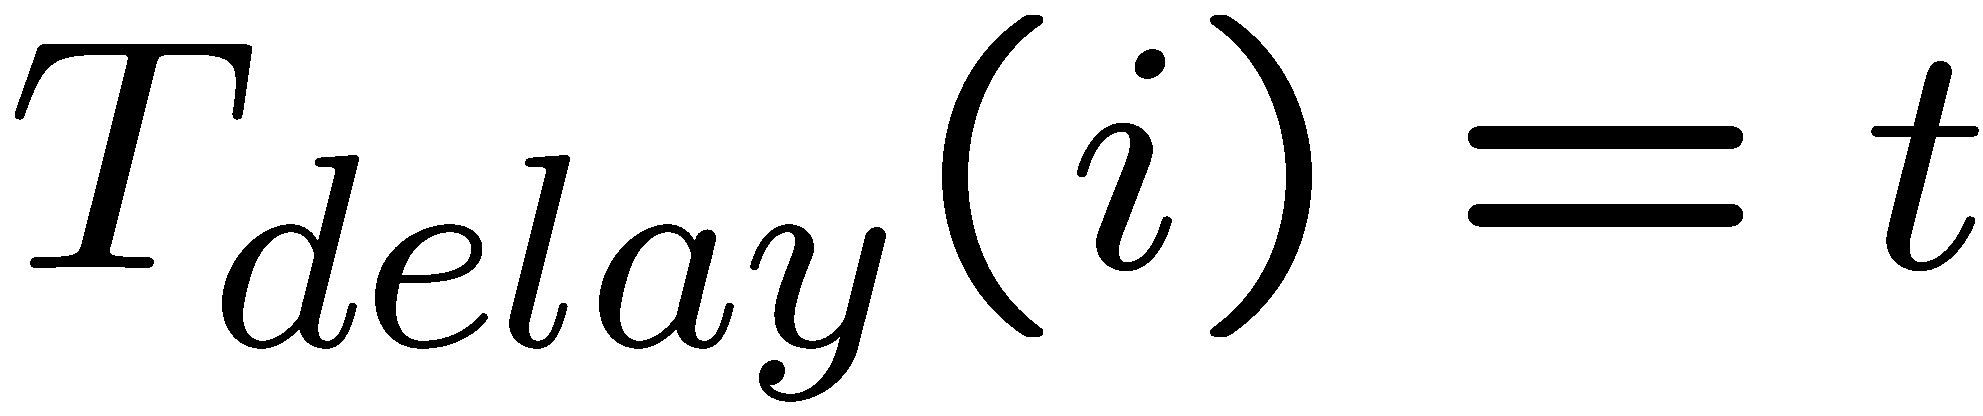 T_{delay}(i) = t